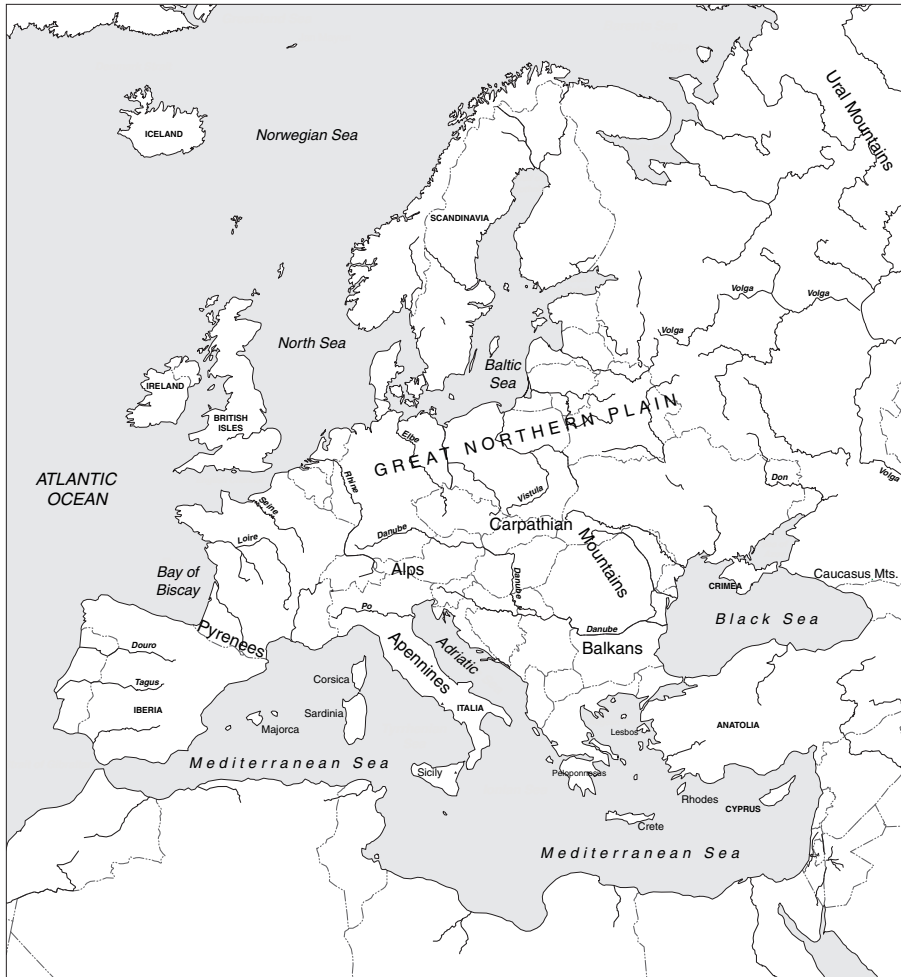 Ural Mountains
ICELAND
Norwegian Sea
SCANDINAVIA
Volga
Volga
Volga
North Sea
Baltic
Sea
IRELAND
BRITISH
ISLES
GREAT NORTHERN PLAIN
Elbe
ATLANTIC
OCEAN
Rhine
Don
Volga
Vistula
Seine
Carpathian
Mountains
Loire
Danube
Bay of
Biscay
Alps
Danube
Caucasus Mts.
CRIMEA
Po
Black Sea
Pyrenees
Danube
Douro
Balkans
Apennines
Adriatic
Corsica
Tagus
IBERIA
Sardinia
ITALIA
Majorca
Lesbos
ANATOLIA
Mediterranean Sea
Sicily
Peloponnesas
Rhodes
CYPRUS
Crete
Mediterranean Sea